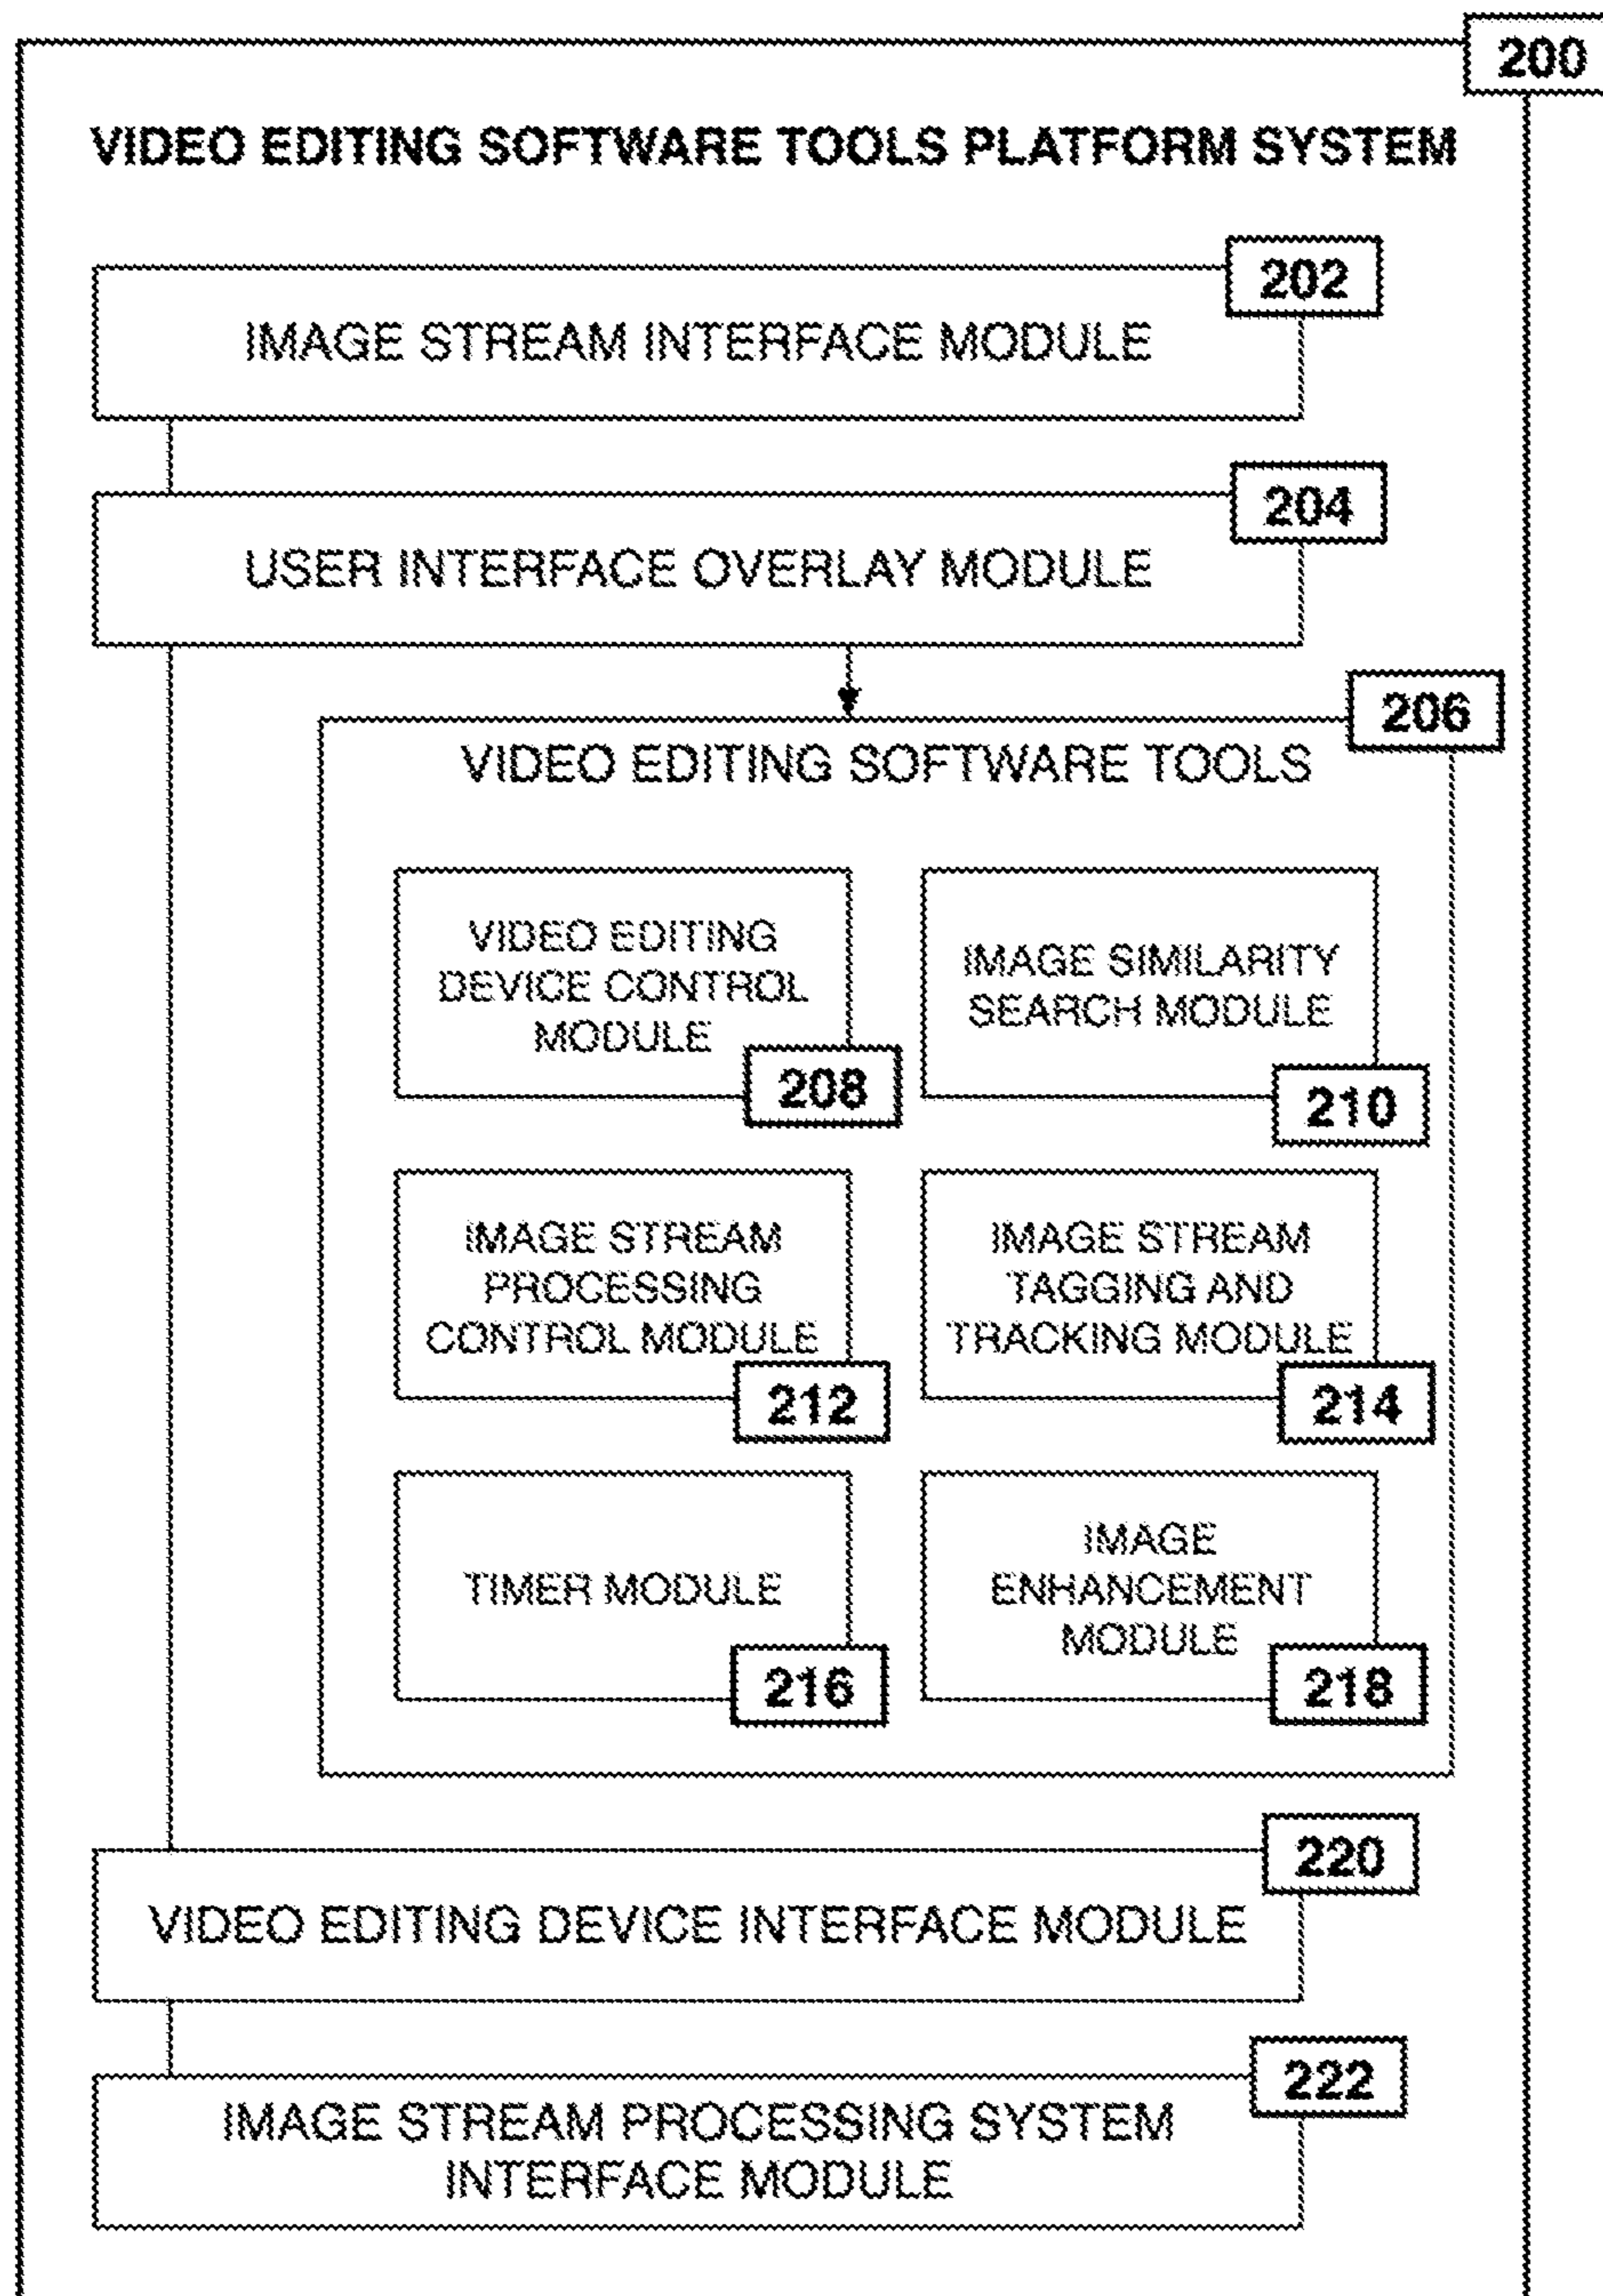 200
VIDEO EDITING SOFTWARE TOOLS PLATFORM SYSTEM
202
IMAGE STREAM INTERFACE MODULE
204
USER INTERFACE OVERLAY MODULE
206
VIDEO EDITING SOFTWARE TOOLS
VIDEO EDITING
DEVICE CONTROL
MODULE
208
IMAGE SIMILARITY
SEARCH MODULE
210
IMAGE STREAM
PROCESSING
CONTROL MODULE
212
IMAGE STREAM
TAGGING AND
TRACKING MODULE
214
TIMER MODULE
216
IMAGE
ENHANCEMENT
MODULE
218
220
VIDEO EDITING DEVICE INTERFACE MODULE
222
IMAGE STREAM PROCESSING SYSTEM
INTERFACE MODULE